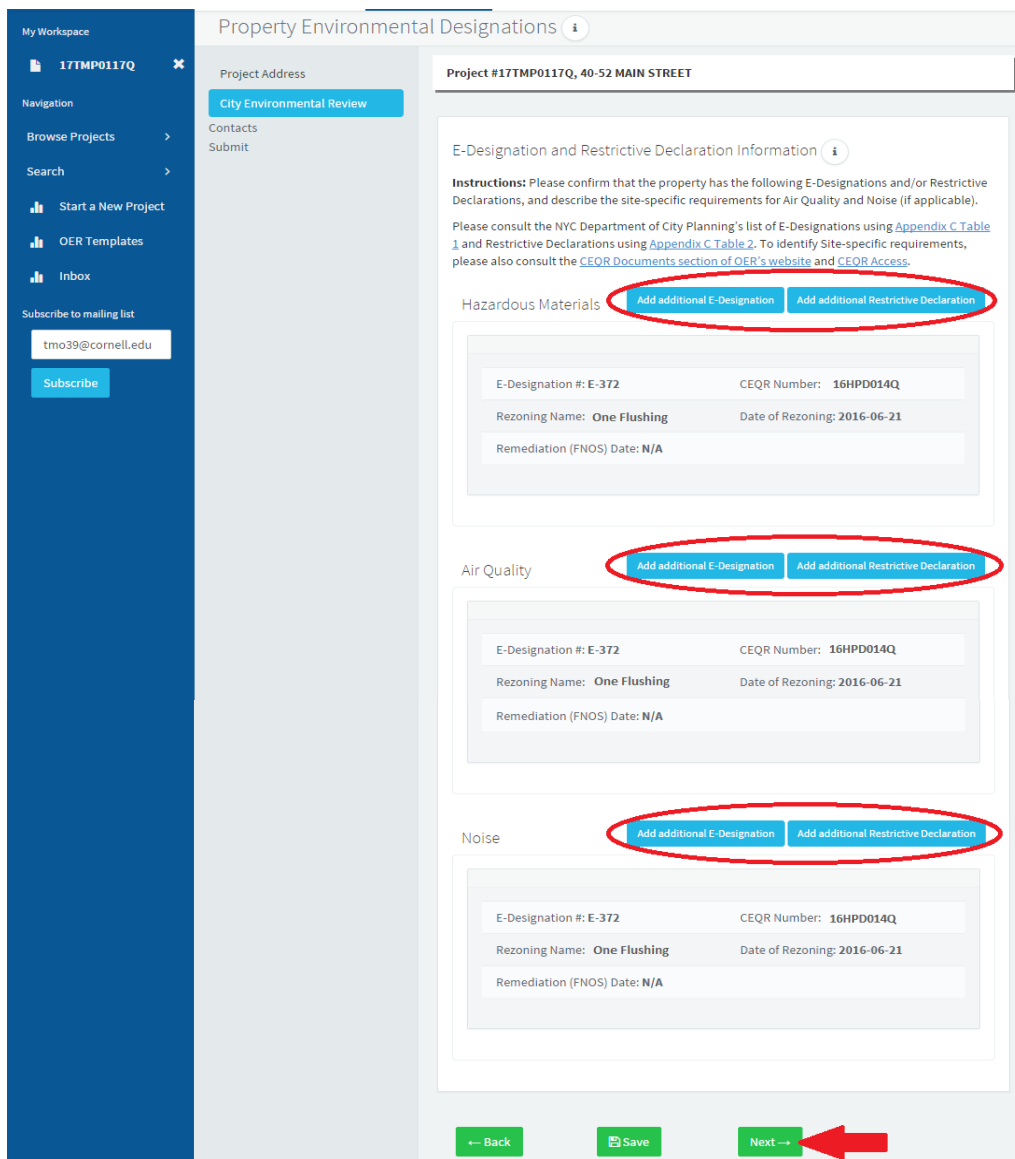 Property Environmental Designations i
My Workspace
17TMP0117Q ✖
Navigation
Browse Projects >
Search >
Start a New Project
OER Templates
Inbox
Subscribe to mailing list
tmo39@cornell.edu
Subscribe
Project Address
City Environmental Review
Contacts
Submit
Project #17TMP0117Q, 40-52 MAIN STREET
E-Designation and Restrictive Declaration Information i
Instructions: Please confirm that the property has the following E-Designations and/or Restrictive
Declarations, and describe the site-specific requirements for Air Quality and Noise (if applicable).
Please consult the NYC Department of City Planning's list of E-Designations using Appendix C Table
1 and Restrictive Declarations using Appendix C Table 2. To identify Site-specific requirements,
please also consult the CEQR Documents section of OER's website and CEQR Access.
Hazardous Materials Add additional E-Designation Add additional Restrictive Declaration
E-Designation #: E-372 CEQR Number: 16HPD014Q
Rezoning Name: One Flushing Date of Rezoning: 2016-06-21
Remediation (FNOS) Date: N/A
Air Quality Add additional E-Designation Add additional Restrictive Declaration
E-Designation #: E-372 CEQR Number: 16HPD014Q
Rezoning Name: One Flushing Date of Rezoning: 2016-06-21
Remediation (FNOS) Date: N/A
Noise Add additional E-Designation Add additional Restrictive Declaration
E-Designation #: E-372 CEQR Number: 16HPD014Q
Rezoning Name: One Flushing Date of Rezoning: 2016-06-21
Remediation (FNOS) Date: N/A
← Back Save Next →